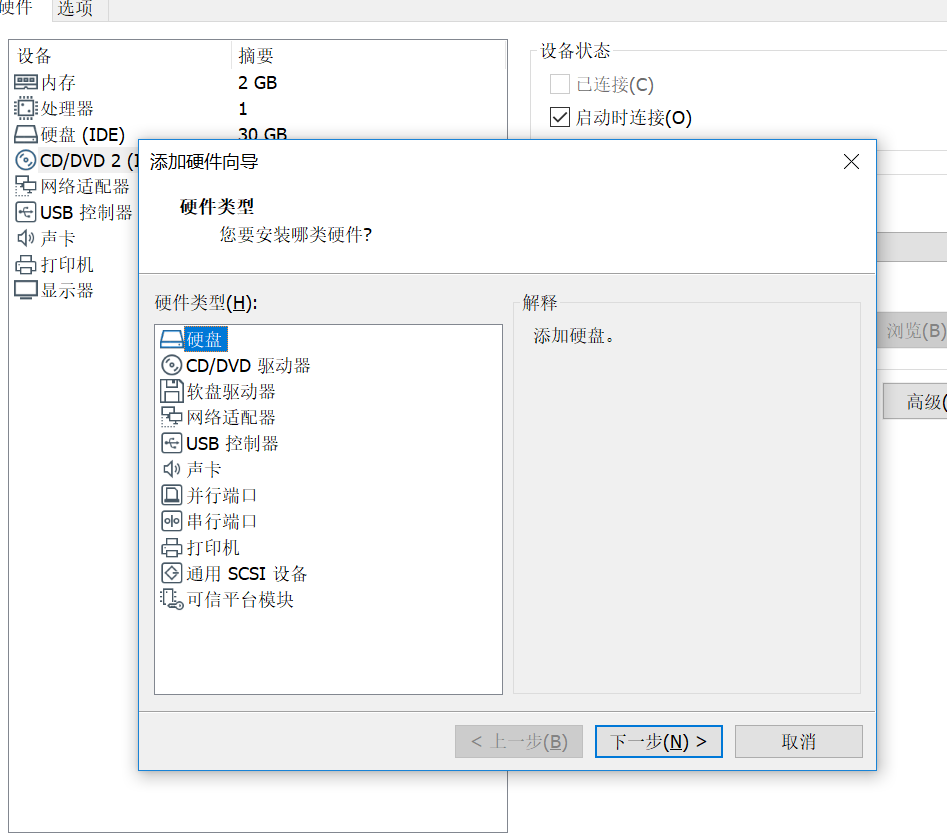 硬件 选项
设备 摘要
内存 2 GB
处理器 1
硬盘 (IDE) 30 GB
CD/DVD 2 (I
网络适配器
USB 控制器
声卡
打印机
显示器
设备状态
已连接(C)
启动时连接(O)
浏览(B)
高级(
添加硬件向导
硬件类型
您要安装哪类硬件?
硬件类型(H):
硬盘
CD/DVD 驱动器
软盘驱动器
网络适配器
USB 控制器
声卡
并行端口
串行端口
打印机
通用 SCSI 设备
可信平台模块
解释
添加硬盘。
< 上一步(B)
下一步(N) >
取消